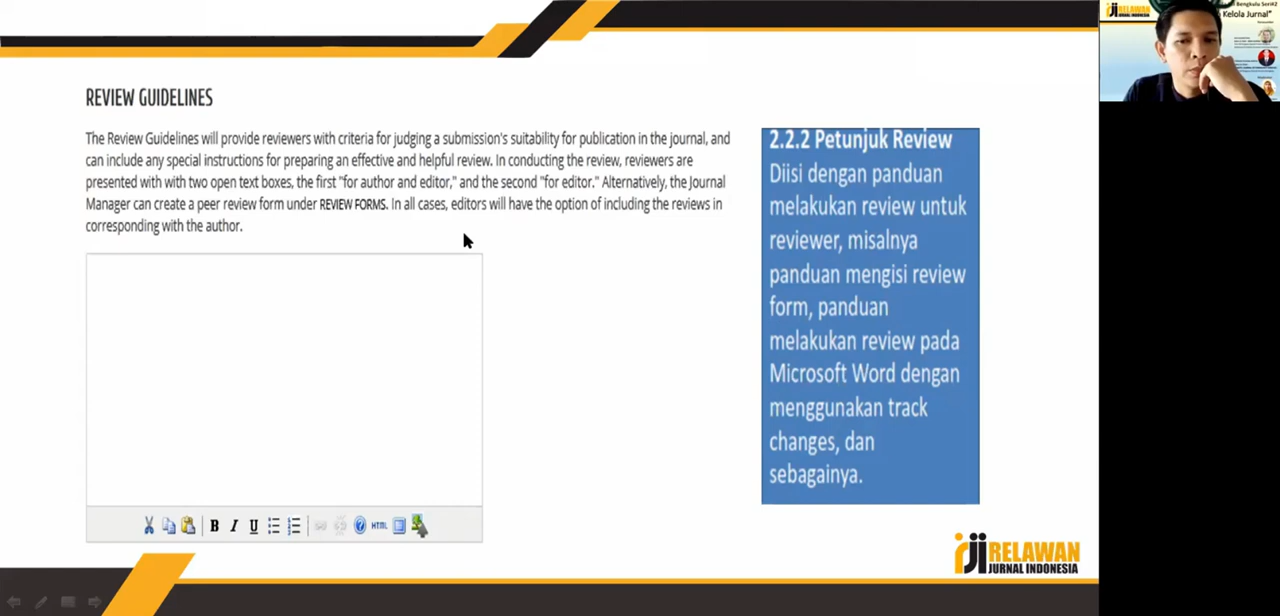 REVIEW GUIDELINES
The Review Guidelines will provide reviewers with criteria for judging a submission's suitability for publication in the journal, and
can include any special instructions for preparing an effective and helpful review. In conducting the review, reviewers are
presented with with two open text boxes, the first "for author and editor," and the second "for editor." Alternatively, the Journal
Manager can create a peer review form under REVIEW FORMS. In all cases, editors will have the option of including the reviews in
corresponding with the author.
HTML
2.2.2 Petunjuk Review
Diisi dengan panduan
melakukan review untuk
reviewer, misalnya
panduan mengisi review
form, panduan
melakukan review pada
Microsoft Word dengan
menggunakan track
changes, dan
sebagainya.
RELAWAN
JURNAL INDONESIA
RELAWAN
JURNAL INDONESIA
Bengkulu Seri#2
Kelola Jurnal"